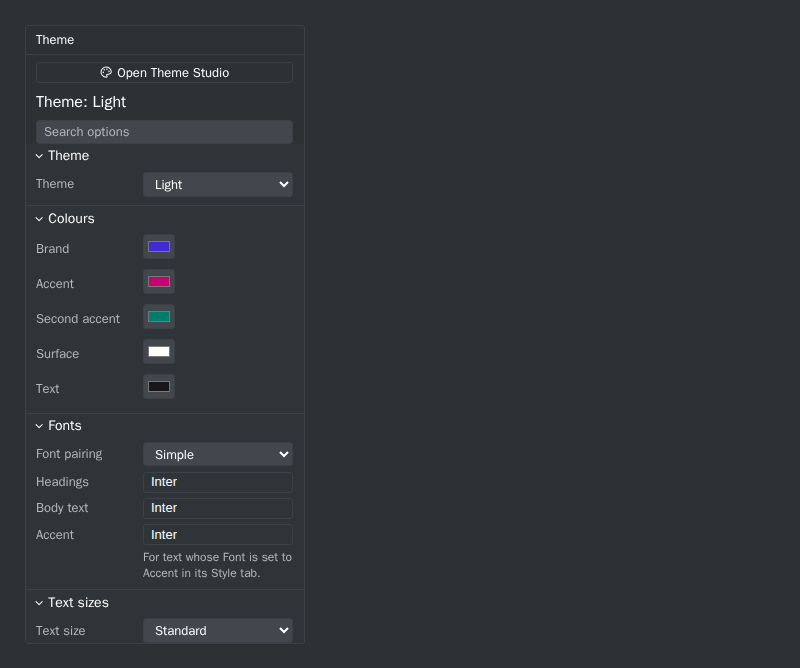 Theme
Open Theme Studio
Theme: Light
Search options
Theme
Theme Light
Colours
Brand
Accent
Second accent
Surface
Text
Fonts
Font pairing Simple
Headings Inter
Body text Inter
Accent Inter
For text whose Font is set to
Accent in its Style tab.
Text sizes
Text size Standard